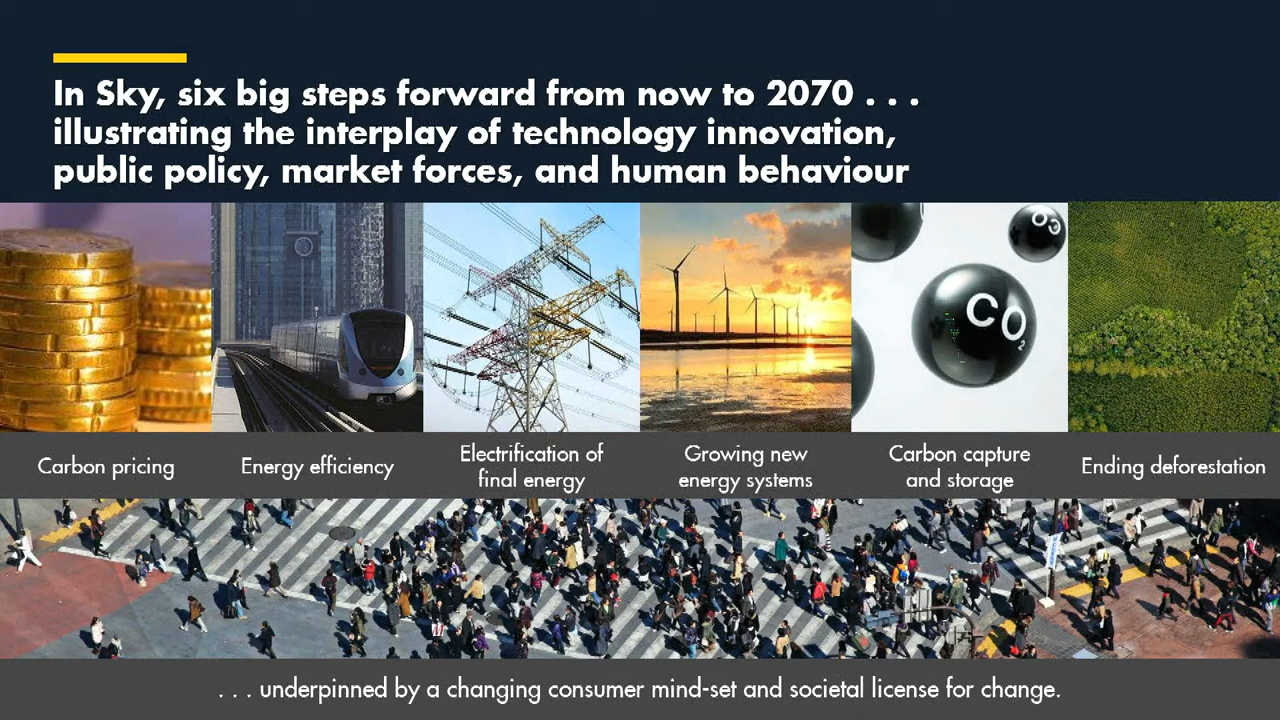 In Sky, six big steps forward from now to 2070 . . .
illustrating the interplay of technology innovation,
public policy, market forces, and human behaviour
CO2
Carbon pricing
Energy efficiency
Electrification of
final energy
Growing new
energy systems
Carbon capture
and storage
Ending deforestation
. . . underpinned by a changing consumer mind-set and societal license for change.